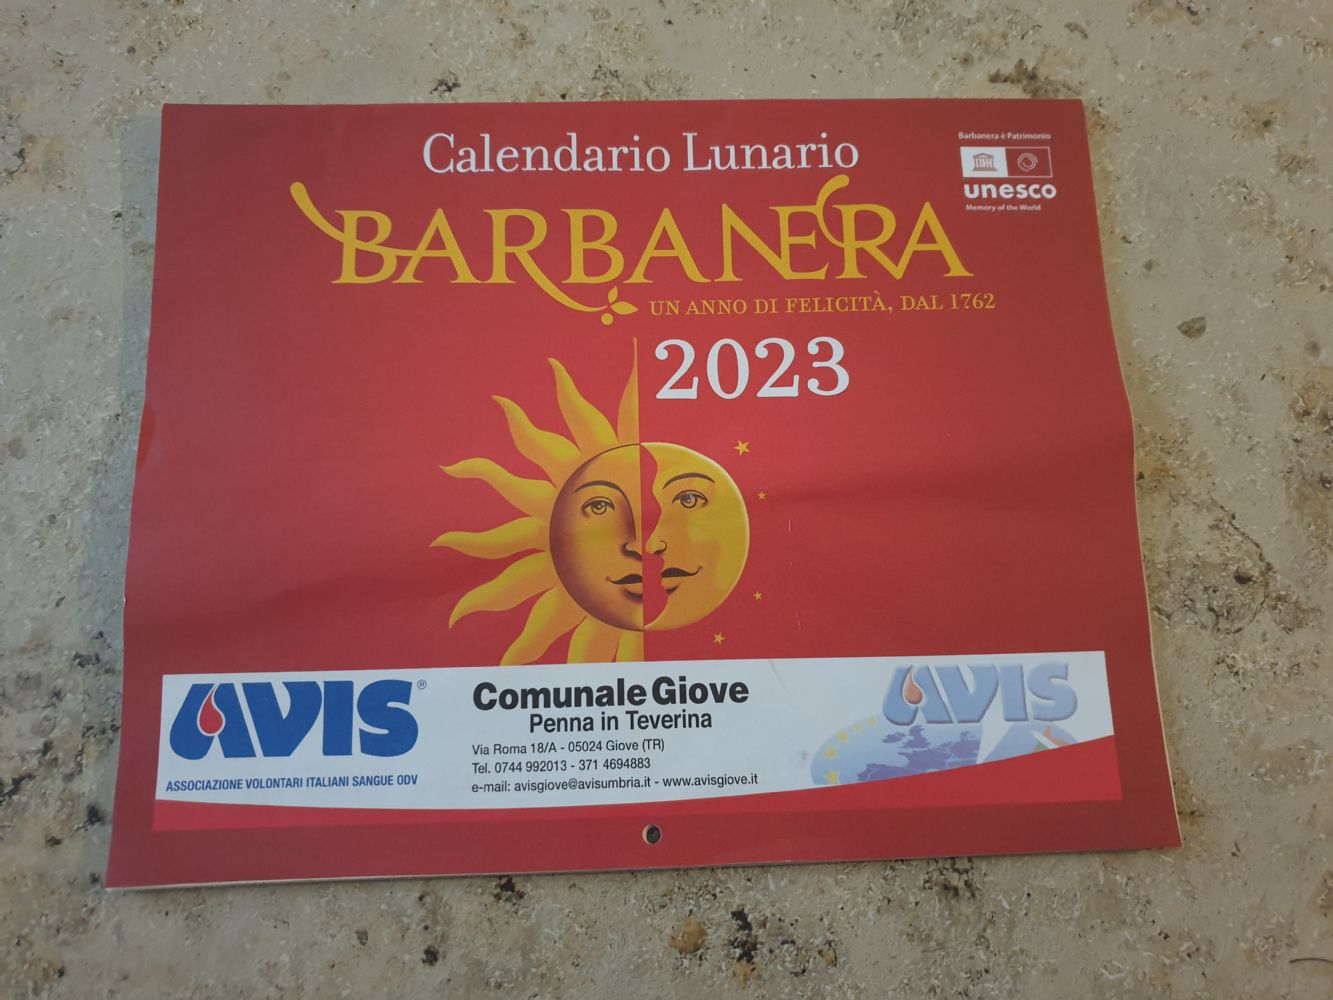 Calendario Lunario
Barbanera è Patrimonio
unesco
Memory of the World
BARBANERA
UN ANNO DI FELICITÀ, DAL 1762
2023
AVIS®
ASSOCIAZIONE VOLONTARI ITALIANI SANGUE ODV
Comunale Giove
Penna in Teverina
Via Roma 18/A - 05024 Giove (TR)
Tel. 0744 992013 - 371 4694883
e-mail: avisgiove@avisumbria.it - www.avisgiove.it
AVIS